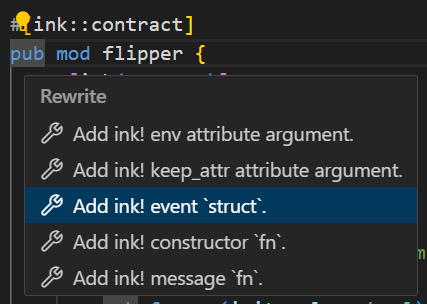 #[ink::contract]
pub mod flipper {
Rewrite
Add ink! env attribute argument.
Add ink! keep_attr attribute argument.
Add ink! event `struct`.
Add ink! constructor `fn`.
Add ink! message `fn`.